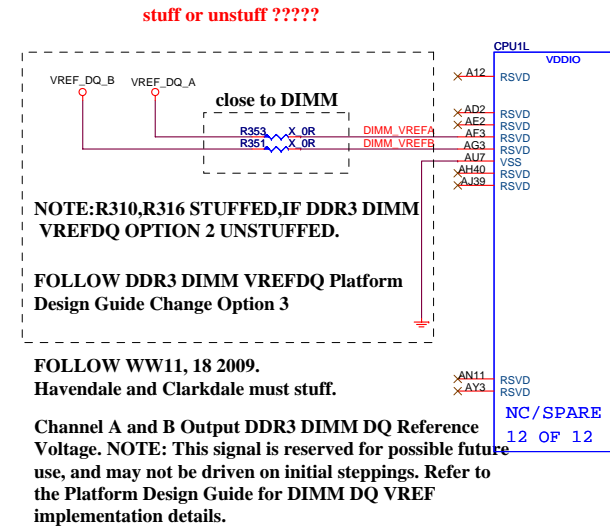 stuff or unstuff ?????
CPU1L
VDDIO
VREF_DQ_B
VREF_DQ_A
close to DIMM
A12 RSVD
AD2 RSVD
AE2 RSVD
R353 X_0R DIMM_VREFA AF3 RSVD
R351 X_0R DIMM_VREFB AG3 RSVD
AU7 VSS
AH40 RSVD
AJ39 RSVD
NOTE:R310,R316 STUFFED,IF DDR3 DIMM
VREFDQ OPTION 2 UNSTUFFED.
FOLLOW DDR3 DIMM VREFDQ Platform
Design Guide Change Option 3
FOLLOW WW11, 18 2009.
Havendale and Clarkdale must stuff.
AN11 RSVD
AY3 RSVD
NC/SPARE
12 OF 12
Channel A and B Output DDR3 DIMM DQ Reference
Voltage. NOTE: This signal is reserved for possible future
use, and may not be driven on initial steppings. Refer to
the Platform Design Guide for DIMM DQ VREF
implementation details.